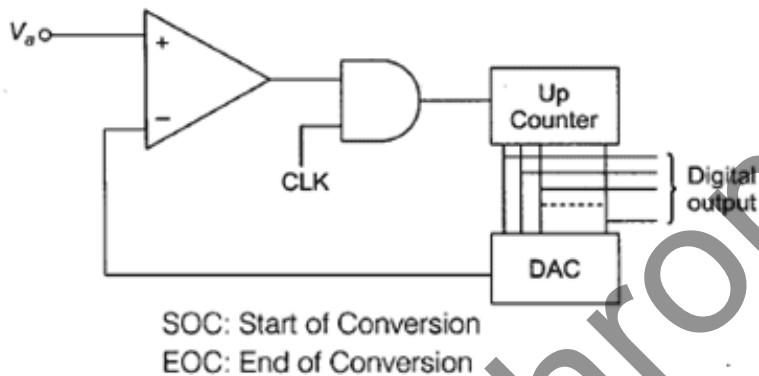 Va
+
−
CLK
Up
Counter
Digital
output
DAC
SOC: Start of Conversion
EOC: End of Conversion